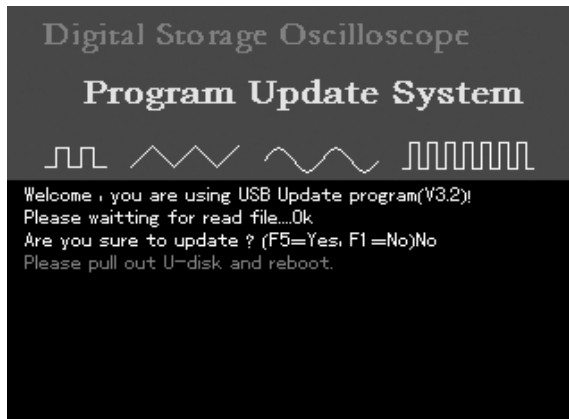 Digital Storage Oscilloscope
Program Update System
Welcome , you are using USB Update program(V3.2)!
Please waitting for read file....Ok
Are you sure to update ? (F5=Yes, F1=No)No
Please pull out U-disk and reboot.